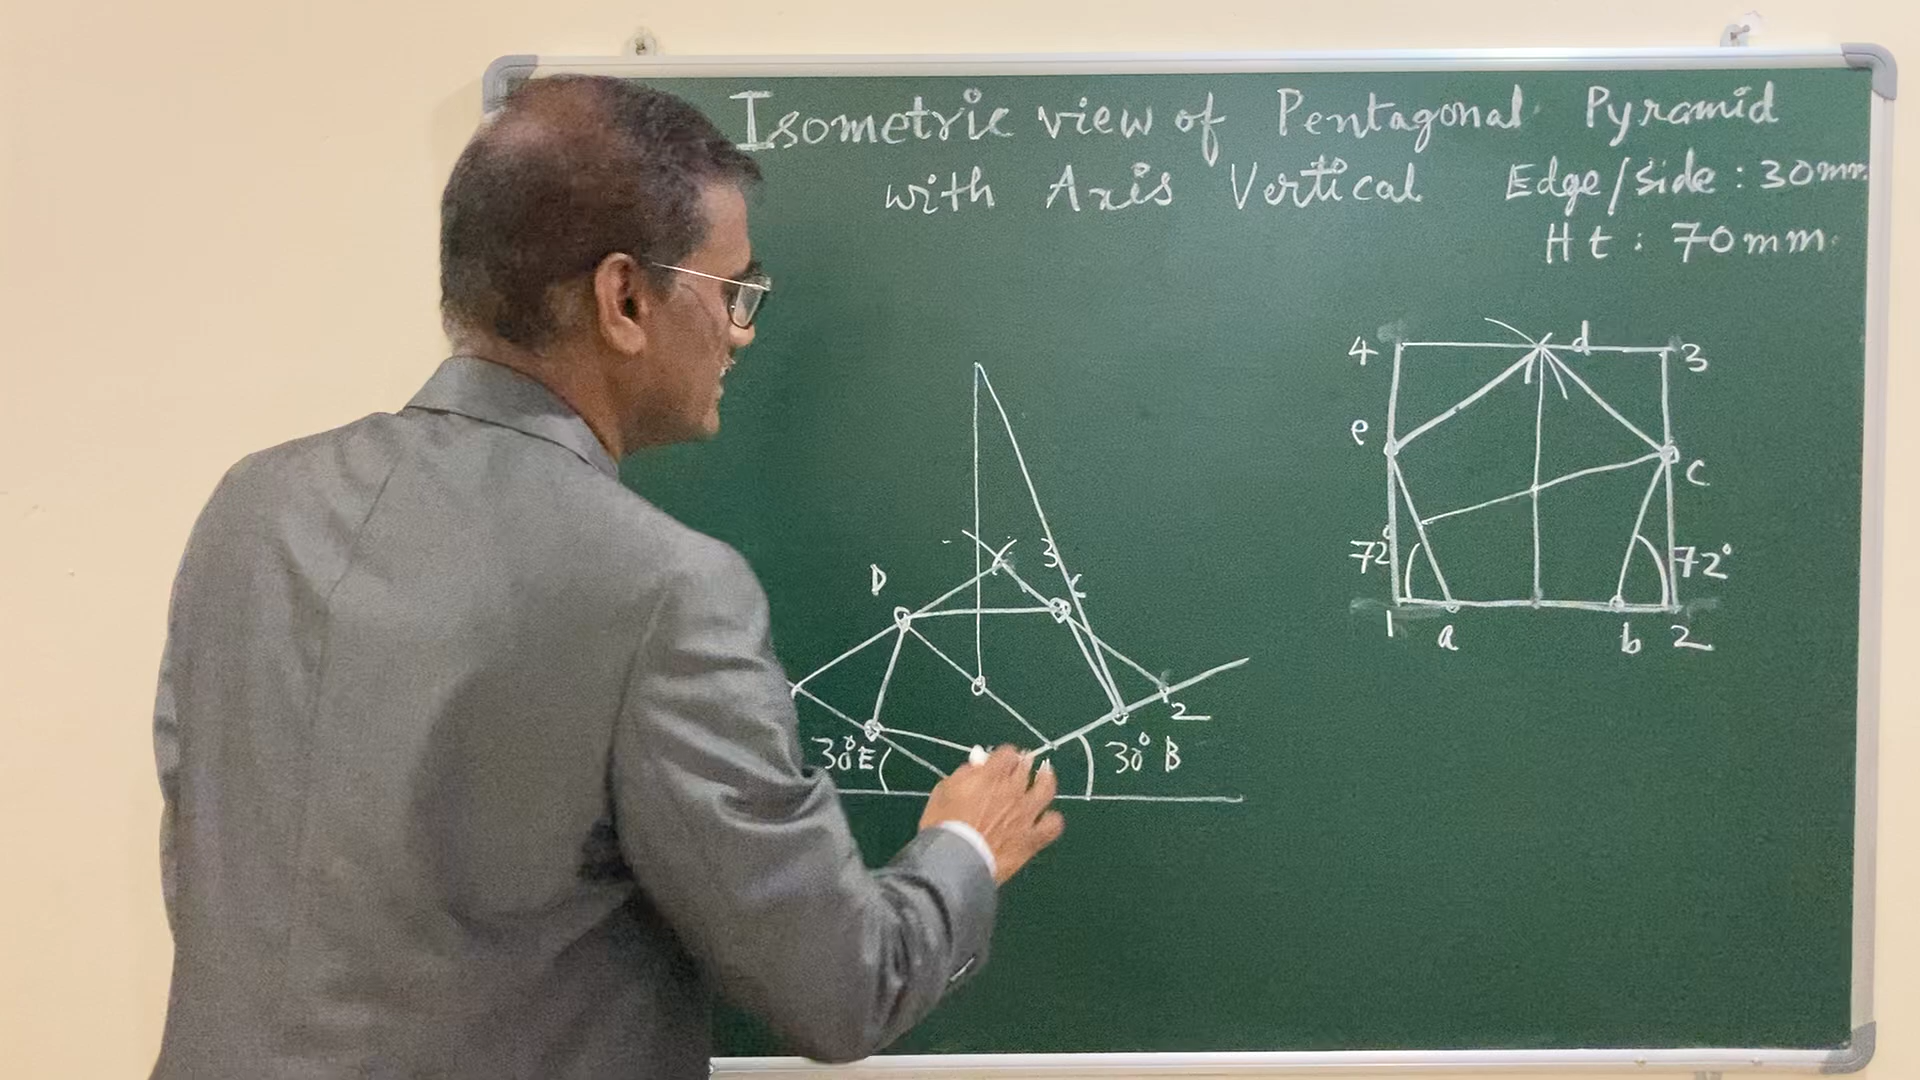 Isometric view of Pentagonal Pyramid
with Axis Vertical
Edge/side : 30mm.
Ht : 70mm.
4
d
3
e
c
72°
72°
1
a
b
2
3
D
c
2
30°
E
30°
B